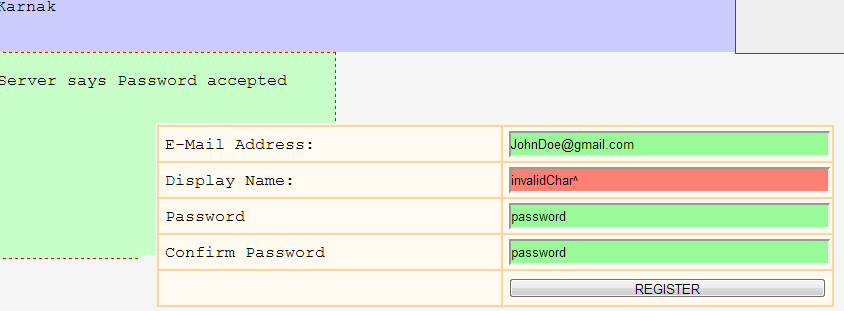 Karnak
Server says Password accepted
E-Mail Address: JohnDoe@gmail.com
Display Name: invalidChar^
Password password
Confirm Password password
REGISTER